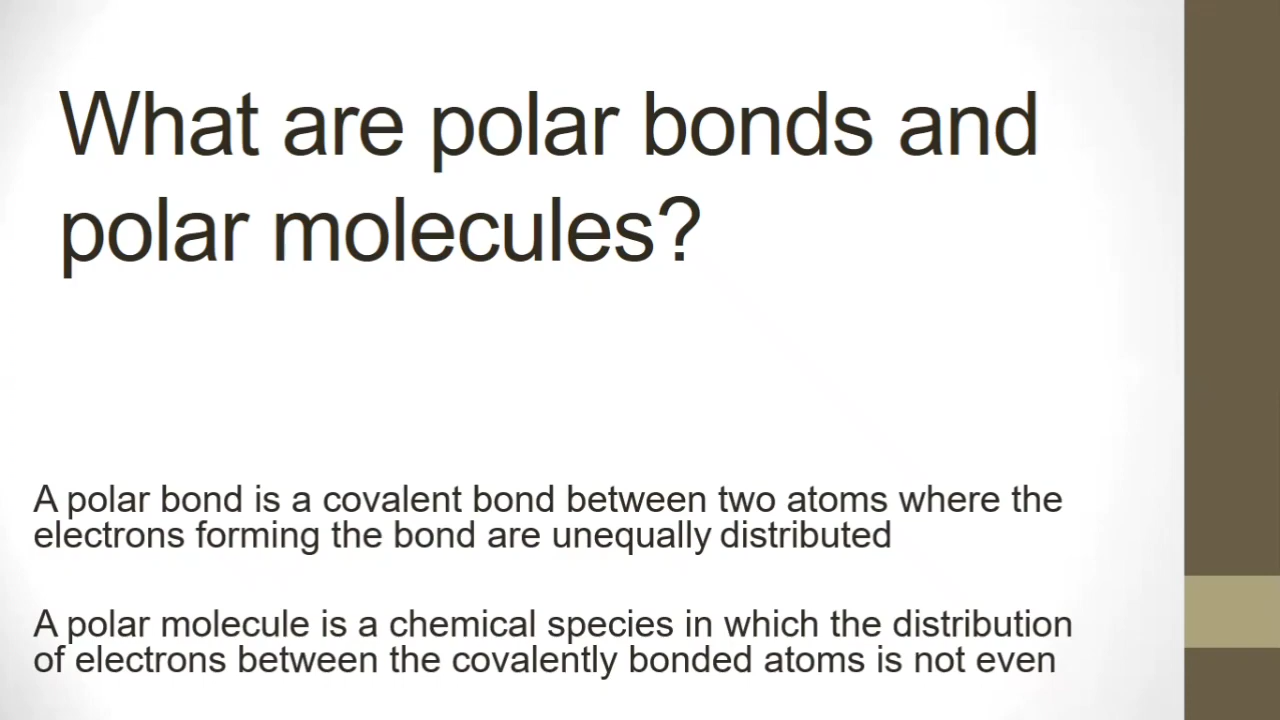 What are polar bonds and
polar molecules?
A polar bond is a covalent bond between two atoms where the
electrons forming the bond are unequally distributed
A polar molecule is a chemical species in which the distribution
of electrons between the covalently bonded atoms is not even